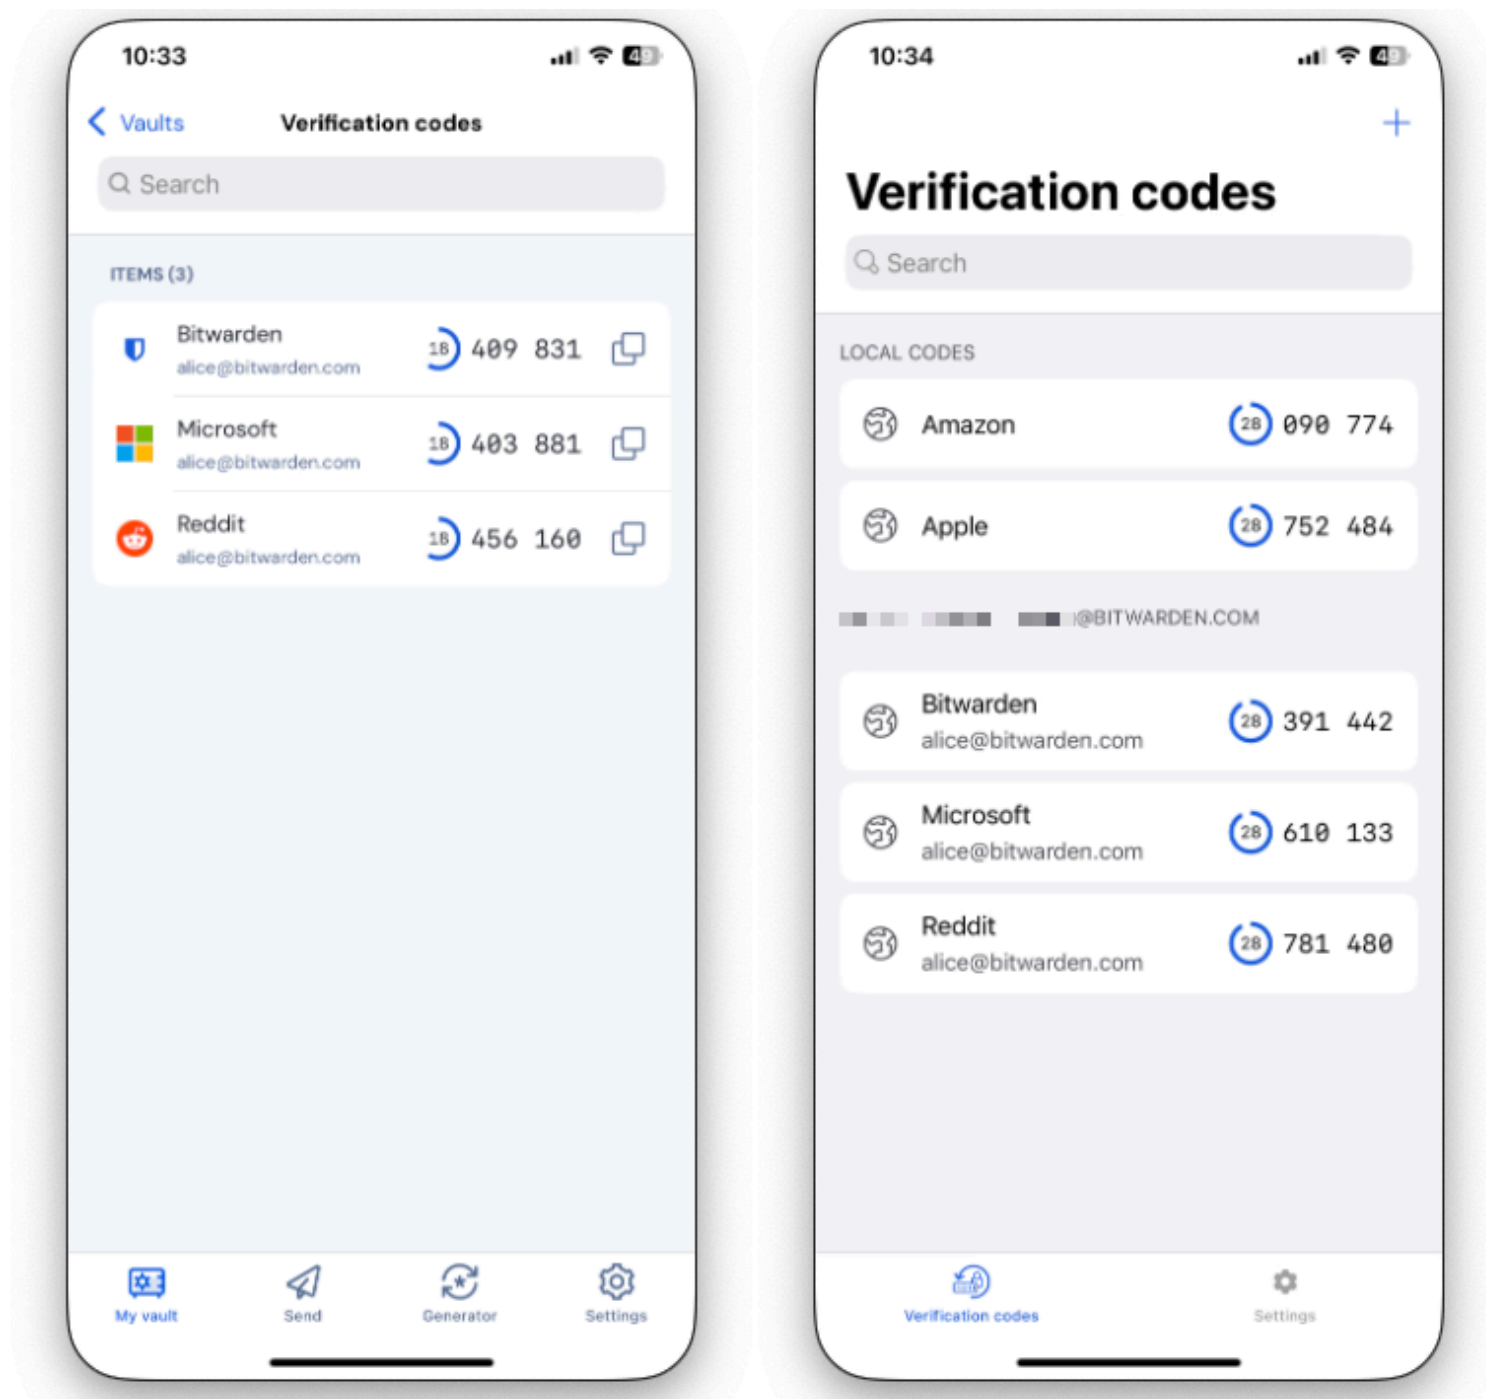 10:33
49
Vaults
Verification codes
Search
ITEMS (3)
Bitwarden
alice@bitwarden.com
18 409 831
Microsoft
alice@bitwarden.com
18 403 881
Reddit
alice@bitwarden.com
18 456 160
My vault
Send
Generator
Settings
10:34
49
Verification codes
Search
LOCAL CODES
Amazon
28 090 774
Apple
28 752 484
@BITWARDEN.COM
Bitwarden
alice@bitwarden.com
28 391 442
Microsoft
alice@bitwarden.com
28 610 133
Reddit
alice@bitwarden.com
28 781 480
Verification codes
Settings